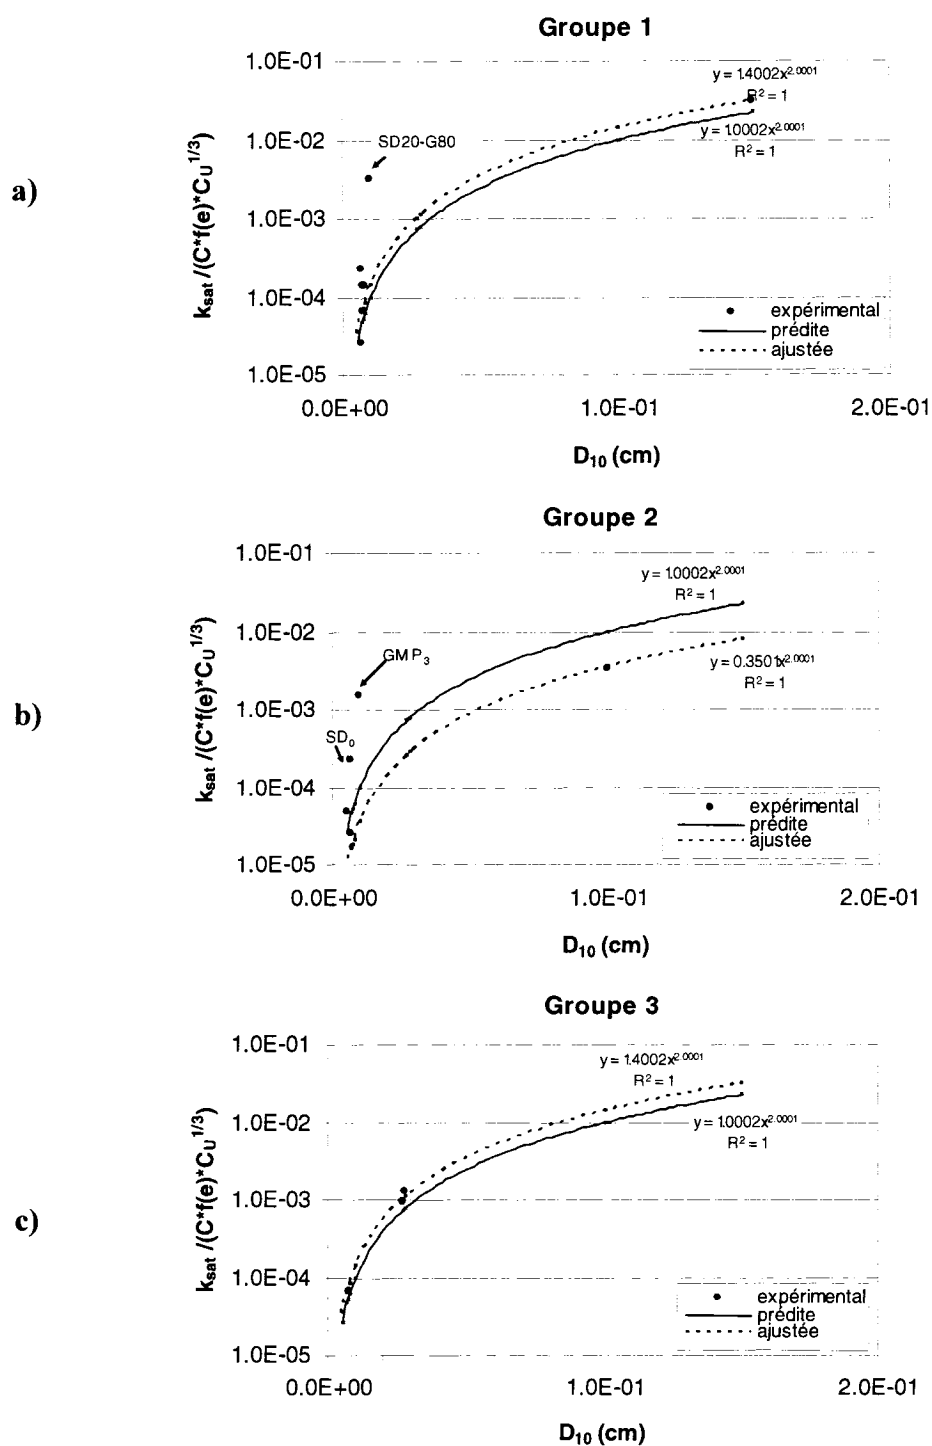 Groupe 1
a)
k_sat /(C*f(e)*C_U^1/3)
1.0E-01
1.0E-02
1.0E-03
1.0E-04
1.0E-05
y = 1.4002x^2.0001
R² = 1
y = 1.0002x^2.0001
R² = 1
SD20-G80
expérimental
prédite
ajustée
0.0E+00 1.0E-01 2.0E-01
D₁₀ (cm)
Groupe 2
b)
k_sat /(C*f(e)*C_U^1/3)
1.0E-01
1.0E-02
1.0E-03
1.0E-04
1.0E-05
y = 1.0002x^2.0001
R² = 1
GMP₃
y = 0.3501x^2.0001
R² = 1
SD₀
expérimental
prédite
ajustée
0.0E+00 1.0E-01 2.0E-01
D₁₀ (cm)
Groupe 3
c)
k_sat /(C*f(e)*C_U^1/3)
1.0E-01
1.0E-02
1.0E-03
1.0E-04
1.0E-05
y = 1.4002x^2.0001
R² = 1
y = 1.0002x^2.0001
R² = 1
expérimental
prédite
ajustée
0.0E+00 1.0E-01 2.0E-01
D₁₀ (cm)